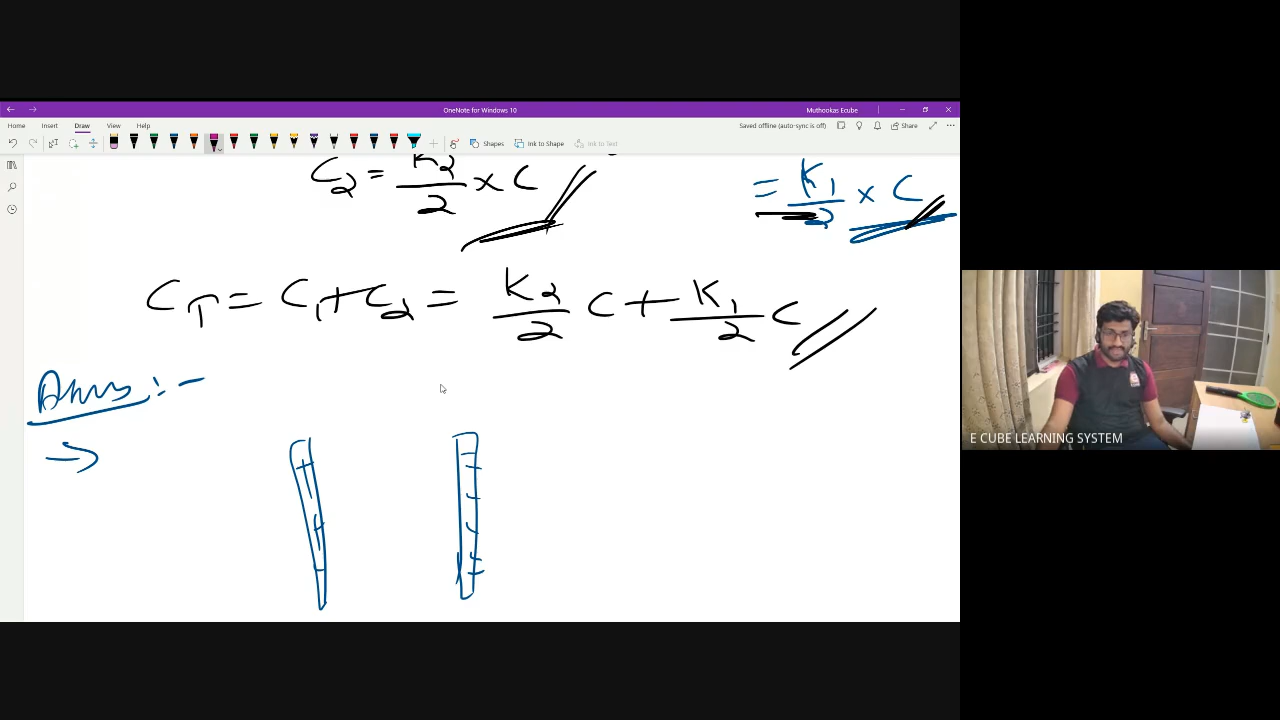 OneNote for Windows 10
Muthookas Ecube
Home Insert Draw View Help
Saved offline (auto-sync is off)
Share
Shapes
Ink to Shape
Ink to Text
C2 = K2/2 × C
= K1/2 × C
CT = C1+C2 = K2/2 C + K1/2 C
Ans :-
→
E CUBE LEARNING SYSTEM